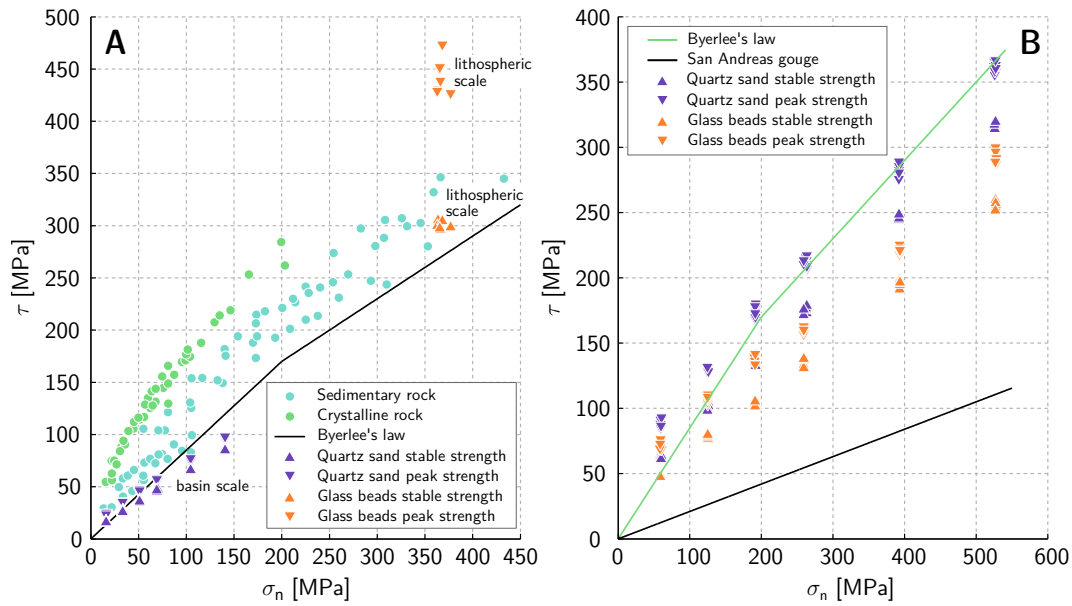 A
500
450
400
350
300
250
200
150
100
50
0
τ [MPa]
lithospheric
scale
lithospheric
scale
basin scale
Sedimentary rock
Crystalline rock
Byerlee's law
Quartz sand stable strength
Quartz sand peak strength
Glass beads stable strength
Glass beads peak strength
0 50 100 150 200 250 300 350 400 450
σn [MPa]
B
400
350
300
250
200
150
100
50
0
τ [MPa]
Byerlee's law
San Andreas gouge
Quartz sand stable strength
Quartz sand peak strength
Glass beads stable strength
Glass beads peak strength
0 100 200 300 400 500 600
σn [MPa]